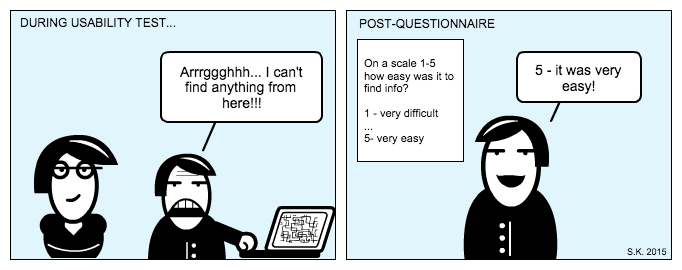 DURING USABILITY TEST...
Arrrggghhh... I can't
find anything from
here!!!
POST-QUESTIONNAIRE
On a scale 1-5
how easy was it to
find info?
1 - very difficult
...
5- very easy
5 - it was very
easy!
S.K. 2015